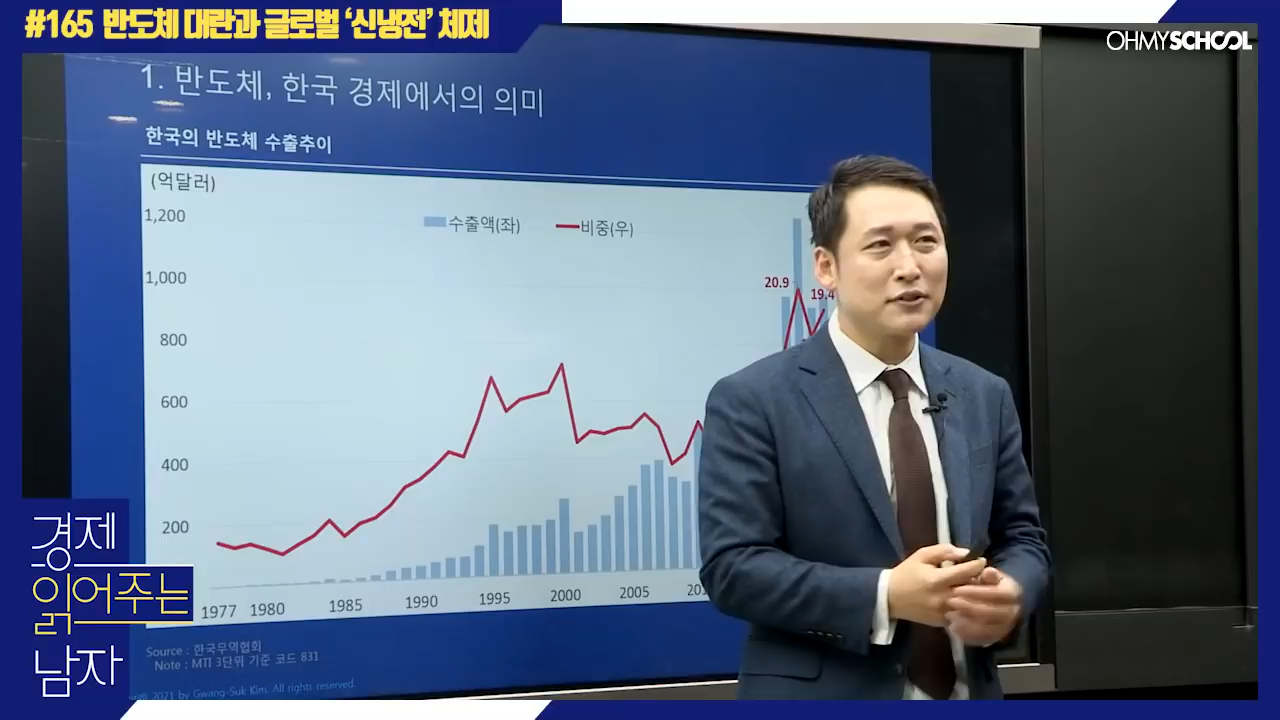 #165 반도체 대란과 글로벌 ‘신냉전’ 체제
OHMYSCHOOL
1. 반도체, 한국 경제에서의 의미
한국의 반도체 수출추이
(억달러)
수출액(좌) 비중(우)
1,200
1,000
800
600
400
200
20.9
19.4
1977 1980 1985 1990 1995 2000 2005
Source : 한국무역협회
Note : MTI 3단위 기준 코드 831
2021 by Gwang-Suk Kim. All rights reserved.
경제
읽어주는
남자